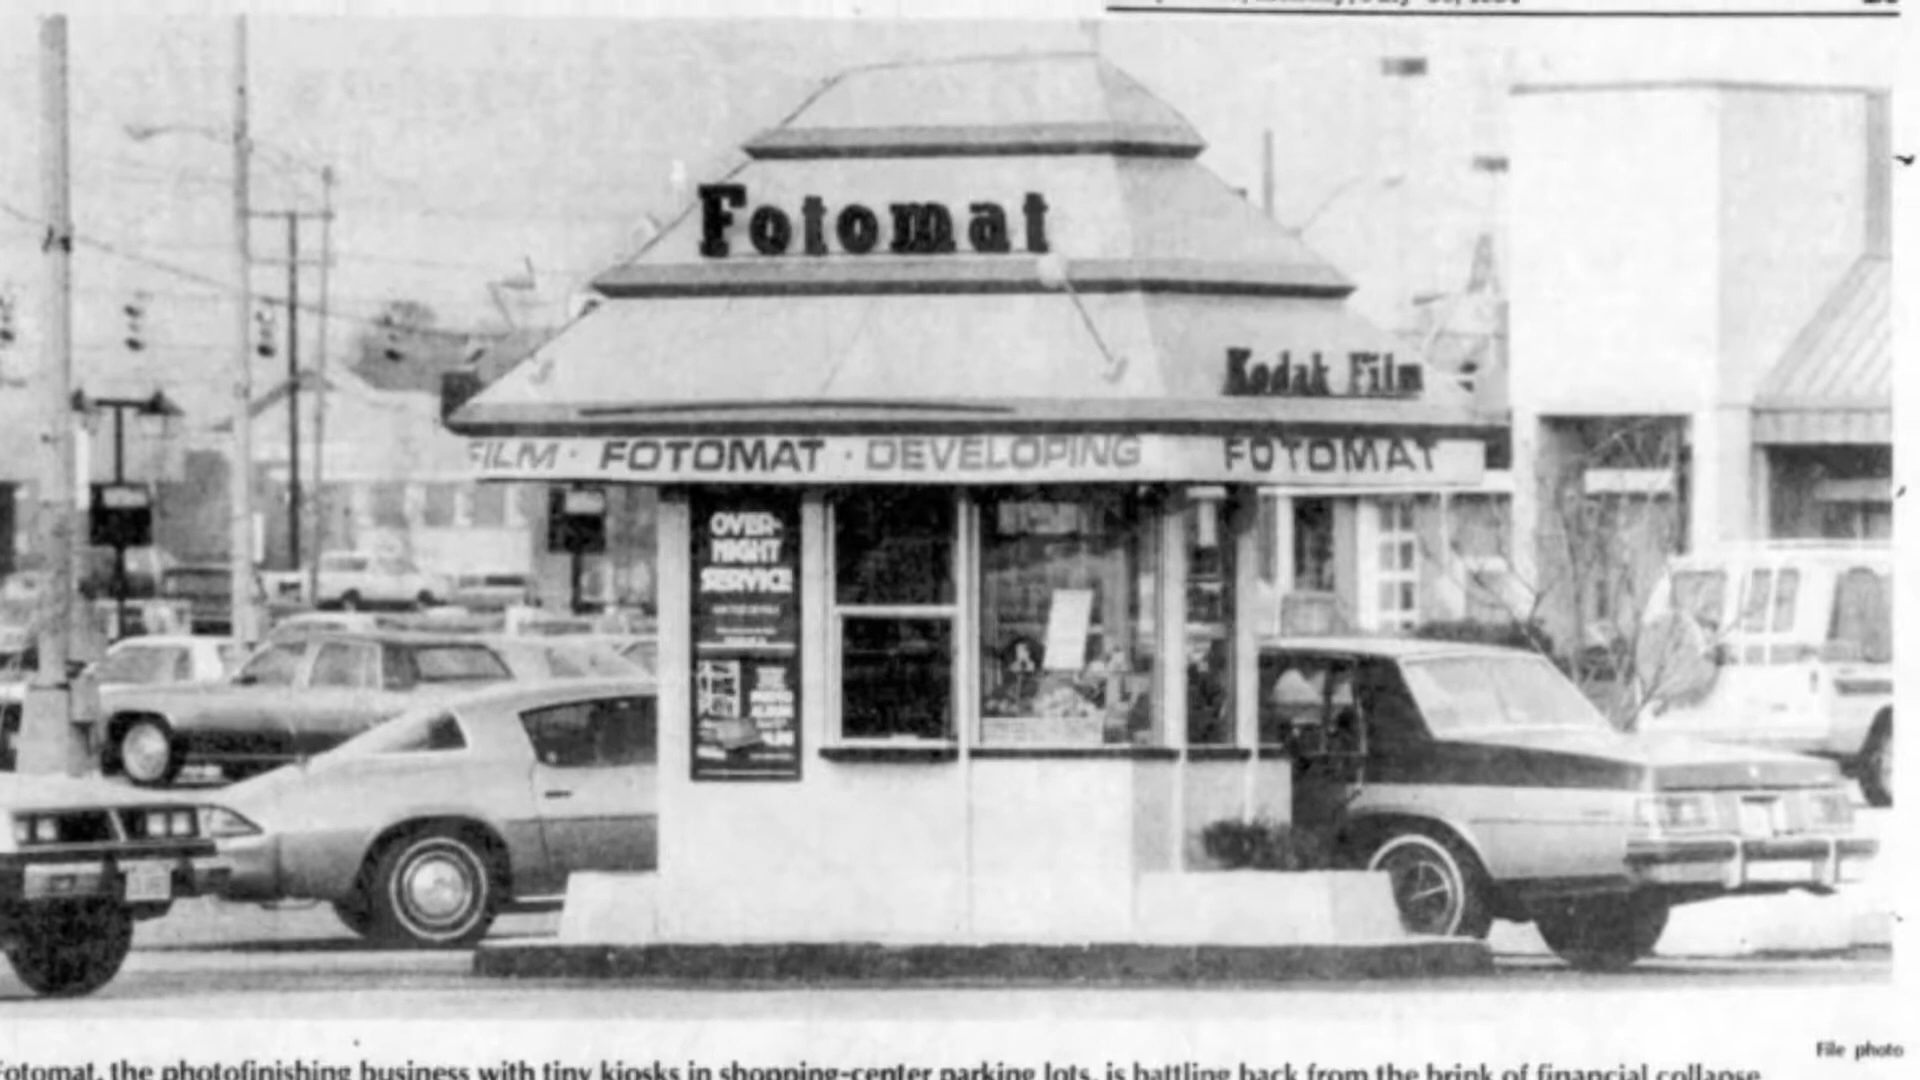 Fotomat
Kodak Film
FILM · FOTOMAT · DEVELOPING FOTOMAT
OVER-
NIGHT
SERVICE
File photo
Fotomat, the photofinishing business with tiny kiosks in shopping-center parking lots, is battling back from the brink of financial collapse.